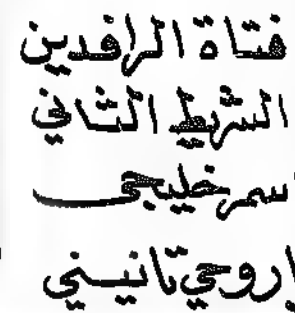 فتاة الرافدين
الشريط الثاني
سمر خليجي
روحي تانيني